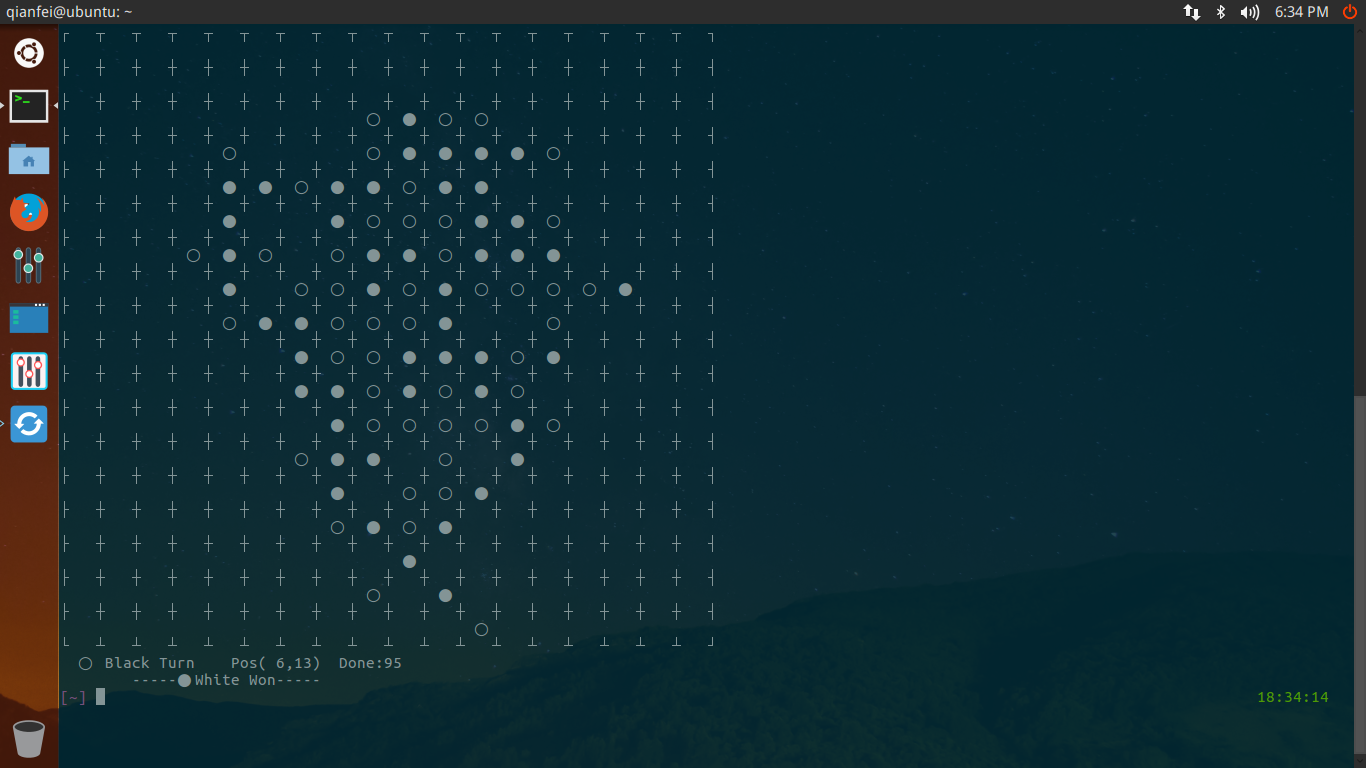 qianfei@ubuntu: ~
6:34 PM
○ Black Turn    Pos( 6,13)  Done:95
-----●White Won-----
[~]
18:34:14